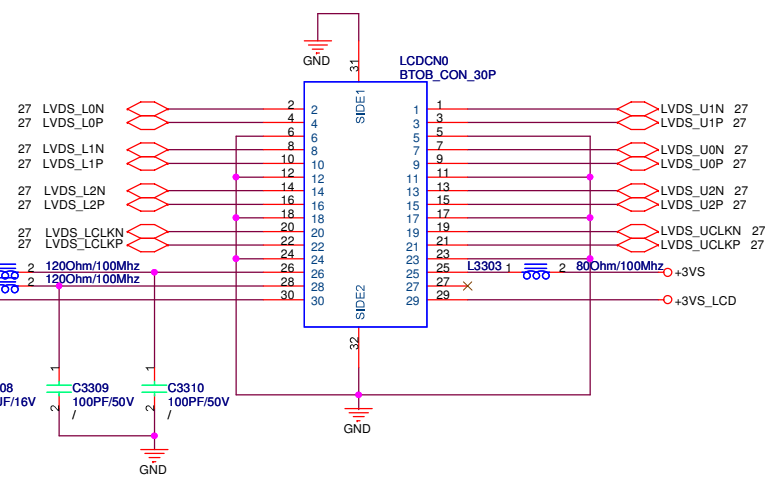 GND
31
LCDCN0
BTOB_CON_30P
SIDE1
27 LVDS_L0N 2 2 1 1 LVDS_U1N 27
27 LVDS_L0P 4 4 3 3 LVDS_U1P 27
6 6 5 5
27 LVDS_L1N 8 8 7 7 LVDS_U0N 27
27 LVDS_L1P 10 10 9 9 LVDS_U0P 27
12 12 11 11
27 LVDS_L2N 14 14 13 13 LVDS_U2N 27
27 LVDS_L2P 16 16 15 15 LVDS_U2P 27
18 18 17 17
27 LVDS_LCLKN 20 20 19 19 LVDS_UCLKN 27
27 LVDS_LCLKP 22 22 21 21 LVDS_UCLKP 27
24 24 23 23
2 120Ohm/100Mhz 26 26 25 25 L3303 1 2 80Ohm/100Mhz +3VS
2 120Ohm/100Mhz 28 28 27 27
30 30 29 29 +3VS_LCD
SIDE2
32
1 1
08 C3309 C3310
UF/16V 100PF/50V 100PF/50V
2 / 2 /
GND
GND